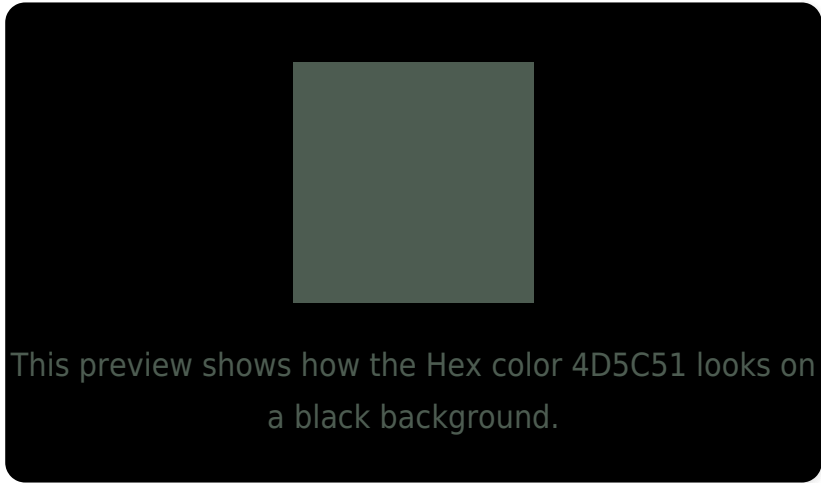 This preview shows how the Hex color 4D5C51 looks on
a black background.